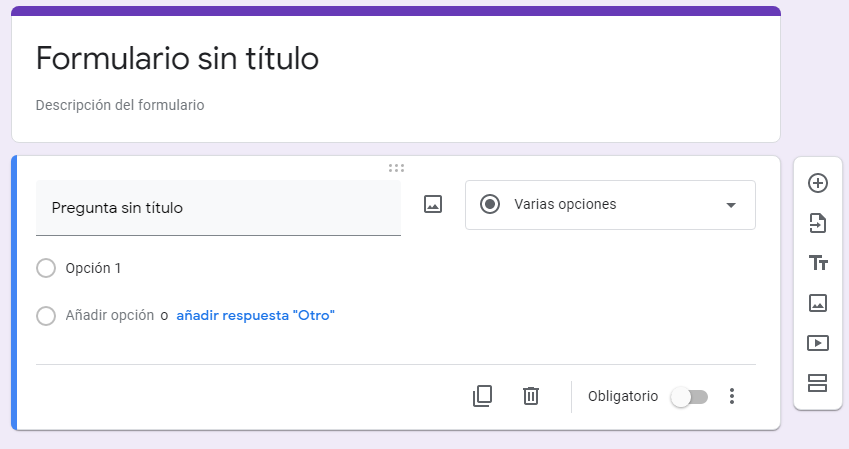 Formulario sin título
Descripción del formulario
Pregunta sin título
Varias opciones
Opción 1
Añadir opción o añadir respuesta "Otro"
Obligatorio